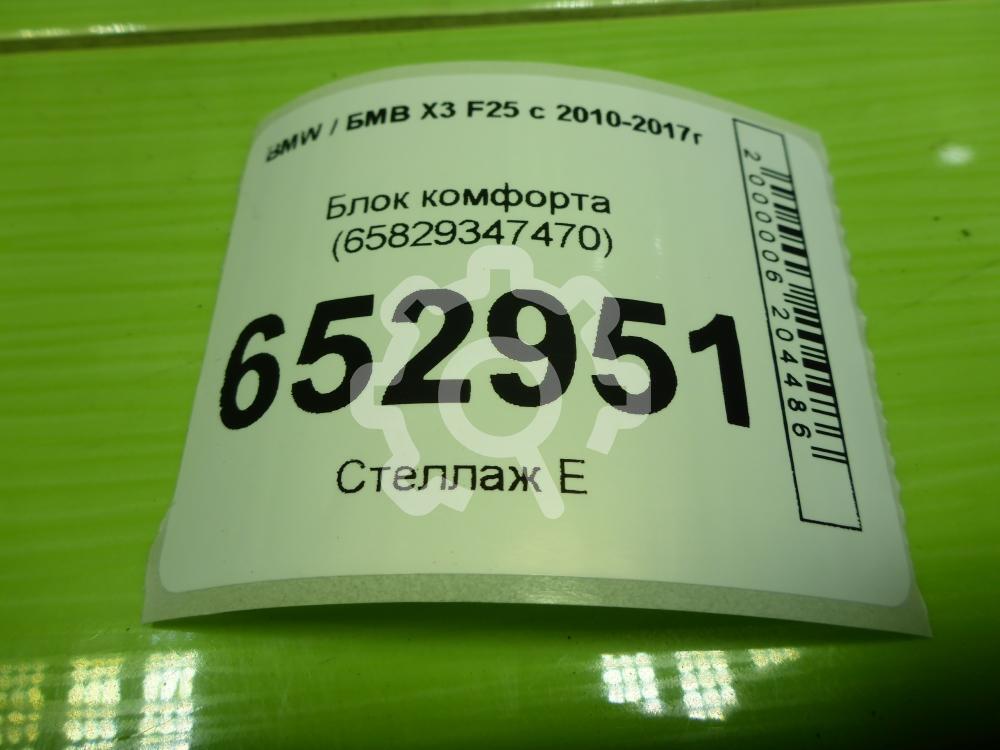 BMW / БМВ X3 F25 с 2010-2017г
Блок комфорта
(65829347470)
652951
Стеллаж Е
2000006204486